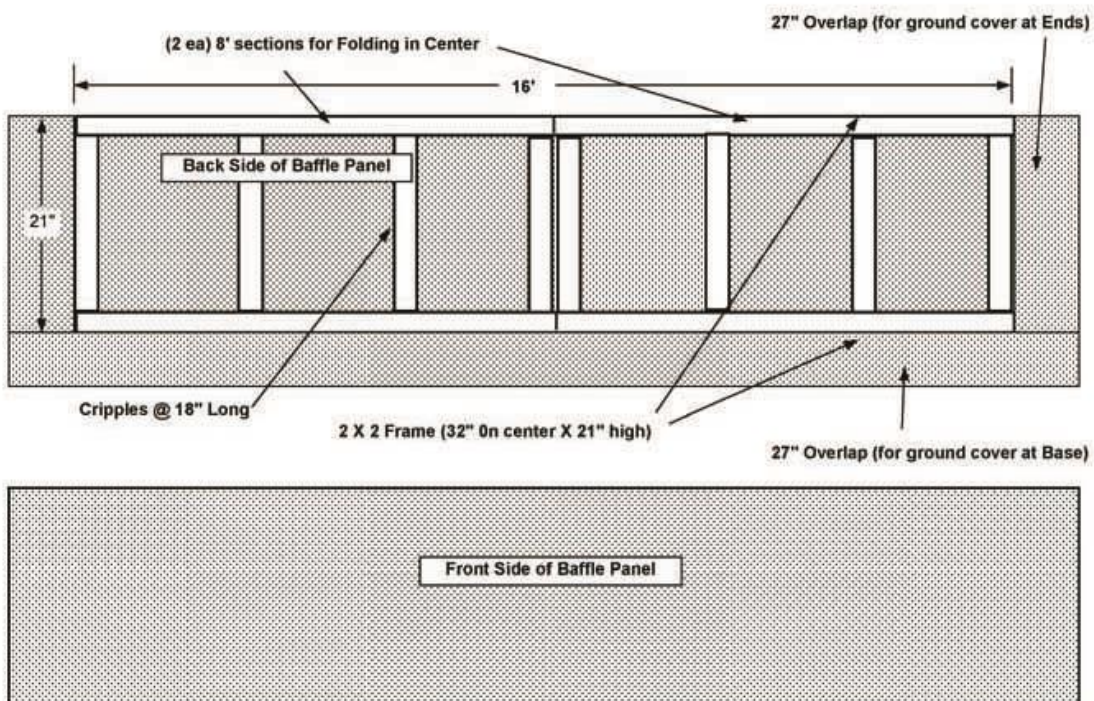 27" Overlap (for ground cover at Ends)
(2 ea) 8' sections for Folding in Center
16'
Back Side of Baffle Panel
21"
Cripples @ 18" Long
2 X 2 Frame (32" 0n center X 21" high)
27" Overlap (for ground cover at Base)
Front Side of Baffle Panel